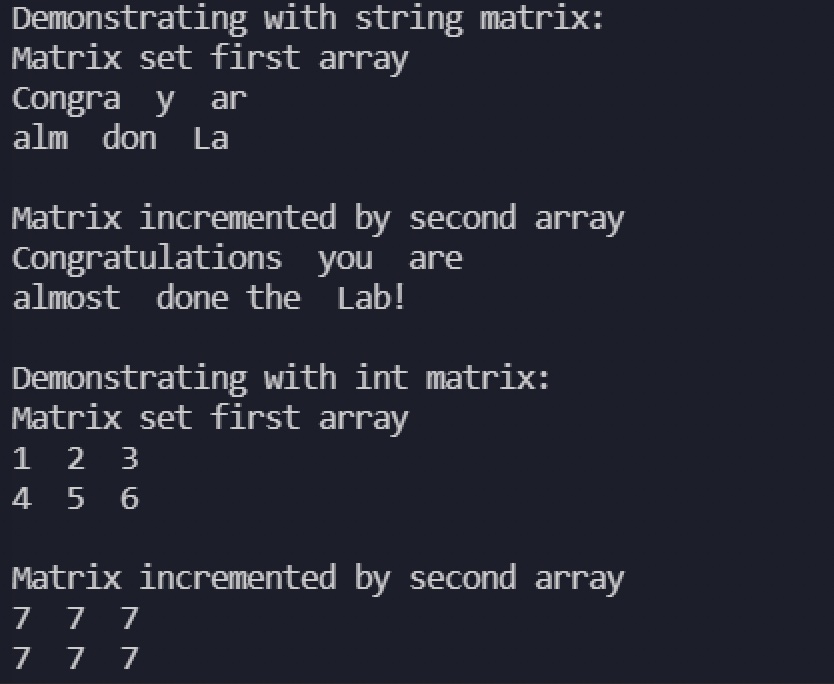 Demonstrating with string matrix:
Matrix set first array
Congra  y  ar
alm  don  La
Matrix incremented by second array
Congratulations  you  are
almost  done the  Lab!
Demonstrating with int matrix:
Matrix set first array
1  2  3
4  5  6
Matrix incremented by second array
7  7  7
7  7  7